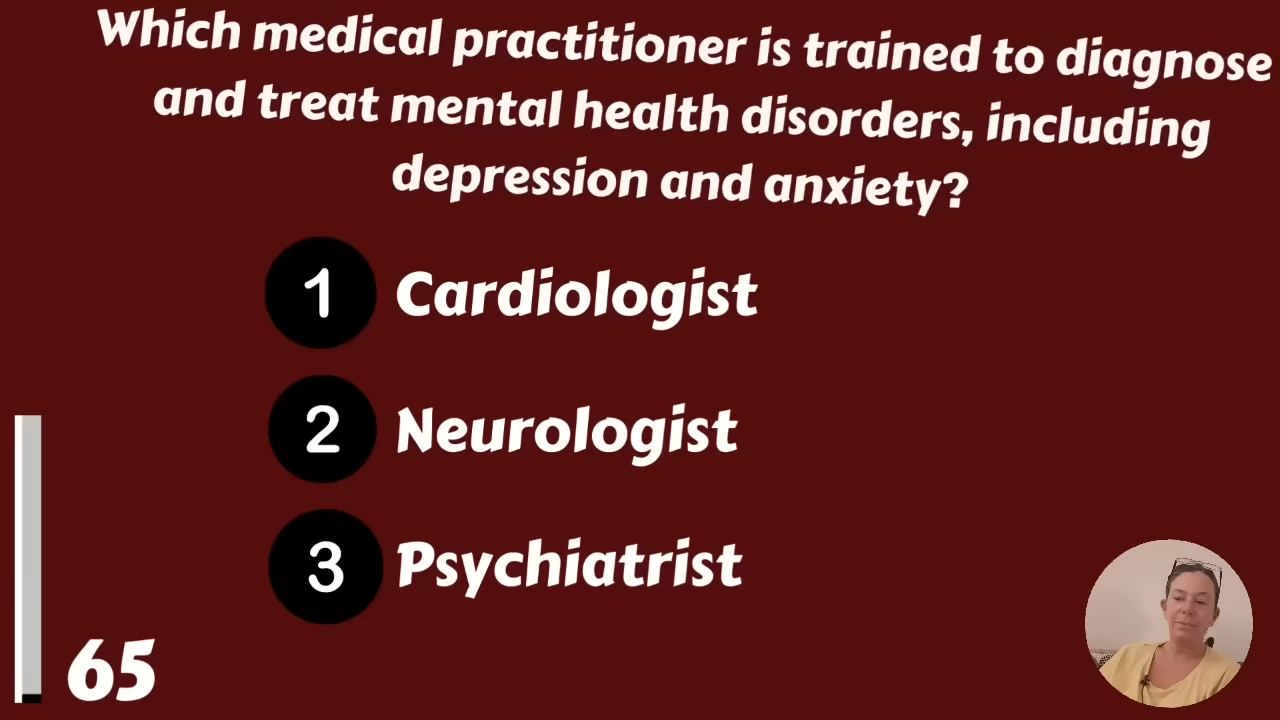 Which medical practitioner is trained to diagnose
and treat mental health disorders, including
depression and anxiety?
1 Cardiologist
2 Neurologist
3 Psychiatrist
65